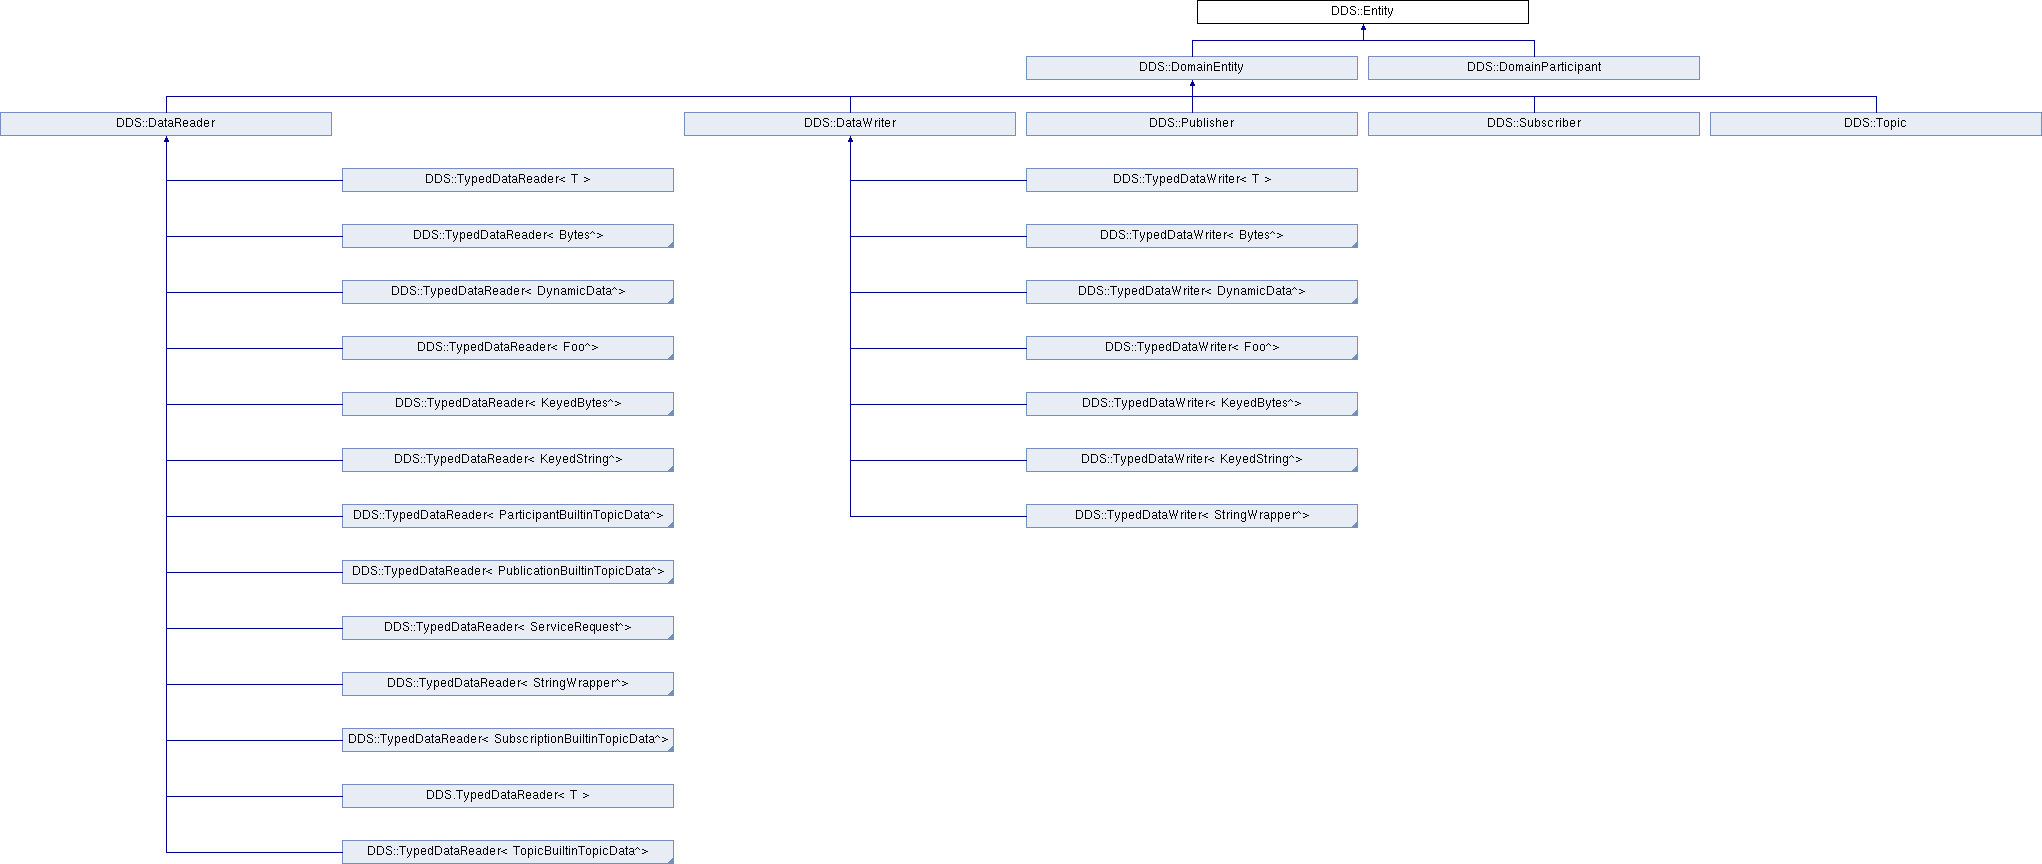 DDS::Entity
DDS::DomainEntity
DDS::DomainParticipant
DDS::DataReader
DDS::DataWriter
DDS::Publisher
DDS::Subscriber
DDS::Topic
DDS::TypedDataReader< T >
DDS::TypedDataWriter< T >
DDS::TypedDataReader< Bytes^>
DDS::TypedDataWriter< Bytes^>
DDS::TypedDataReader< DynamicData^>
DDS::TypedDataWriter< DynamicData^>
DDS::TypedDataReader< Foo^>
DDS::TypedDataWriter< Foo^>
DDS::TypedDataReader< KeyedBytes^>
DDS::TypedDataWriter< KeyedBytes^>
DDS::TypedDataReader< KeyedString^>
DDS::TypedDataWriter< KeyedString^>
DDS::TypedDataReader< ParticipantBuiltinTopicData^>
DDS::TypedDataWriter< StringWrapper^>
DDS::TypedDataReader< PublicationBuiltinTopicData^>
DDS::TypedDataReader< ServiceRequest^>
DDS::TypedDataReader< StringWrapper^>
DDS::TypedDataReader< SubscriptionBuiltinTopicData^>
DDS.TypedDataReader< T >
DDS::TypedDataReader< TopicBuiltinTopicData^>